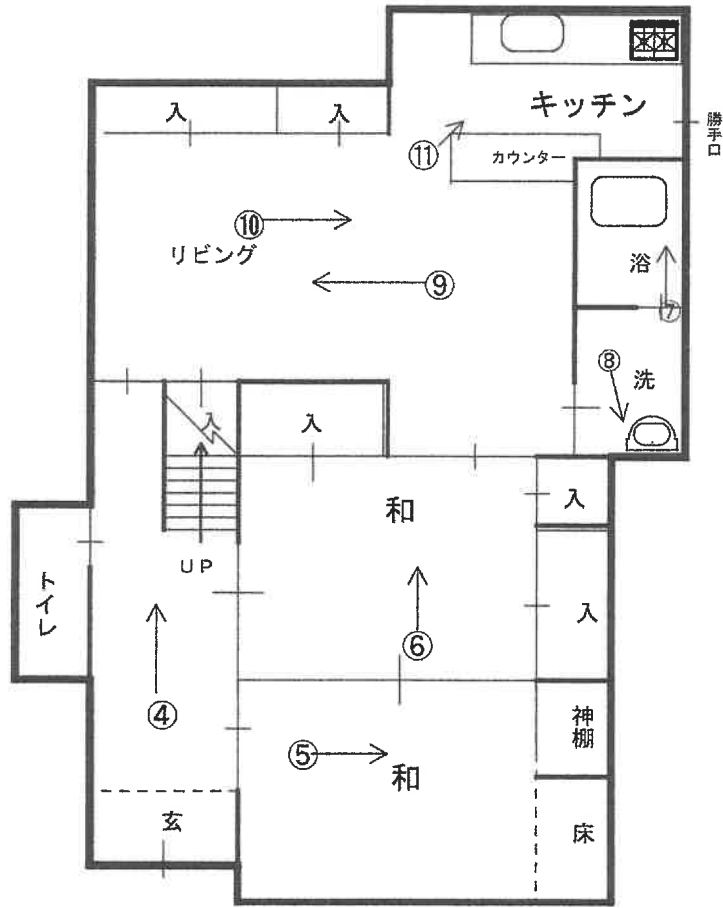 キッチン
勝手口
入
入
⑪
カウンター
⑩
リビング
浴
⑨
⑦
⑧
洗
入
入
和
入
UP
トイレ
入
⑥
④
神棚
⑤
和
玄
床